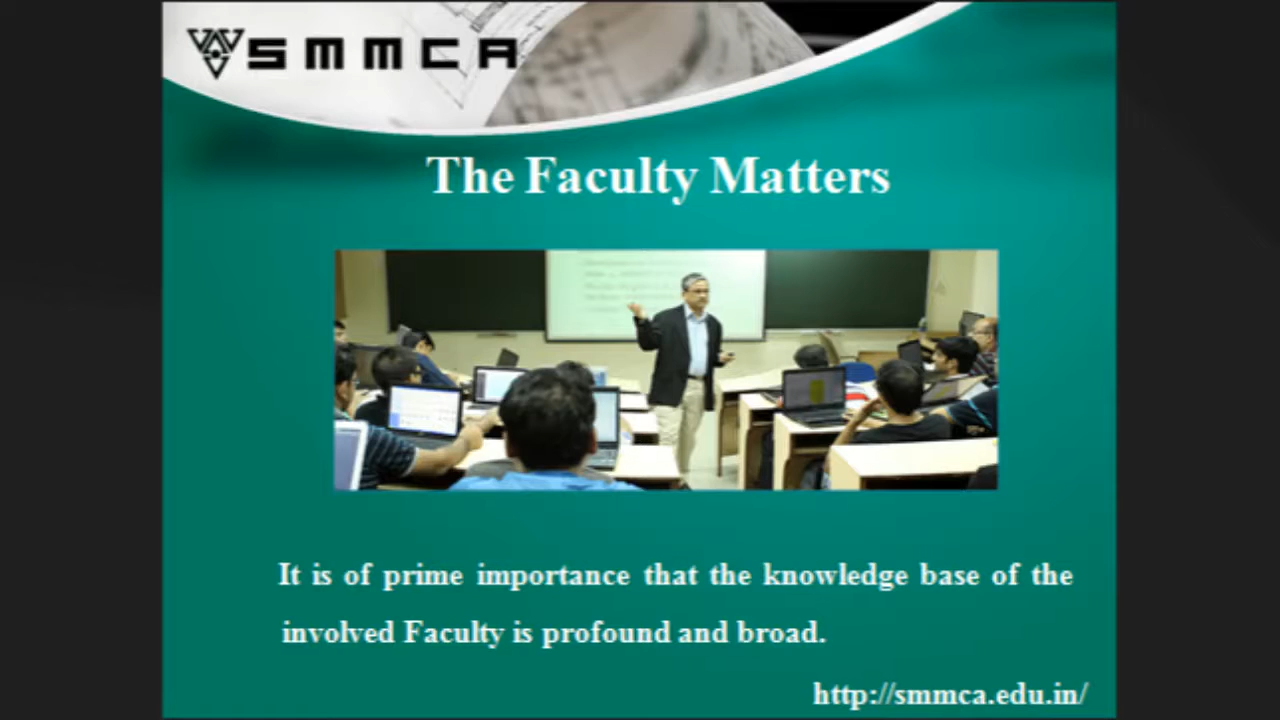 SMMCA
The Faculty Matters
It is of prime importance that the knowledge base of the
involved Faculty is profound and broad.
http://smmca.edu.in/